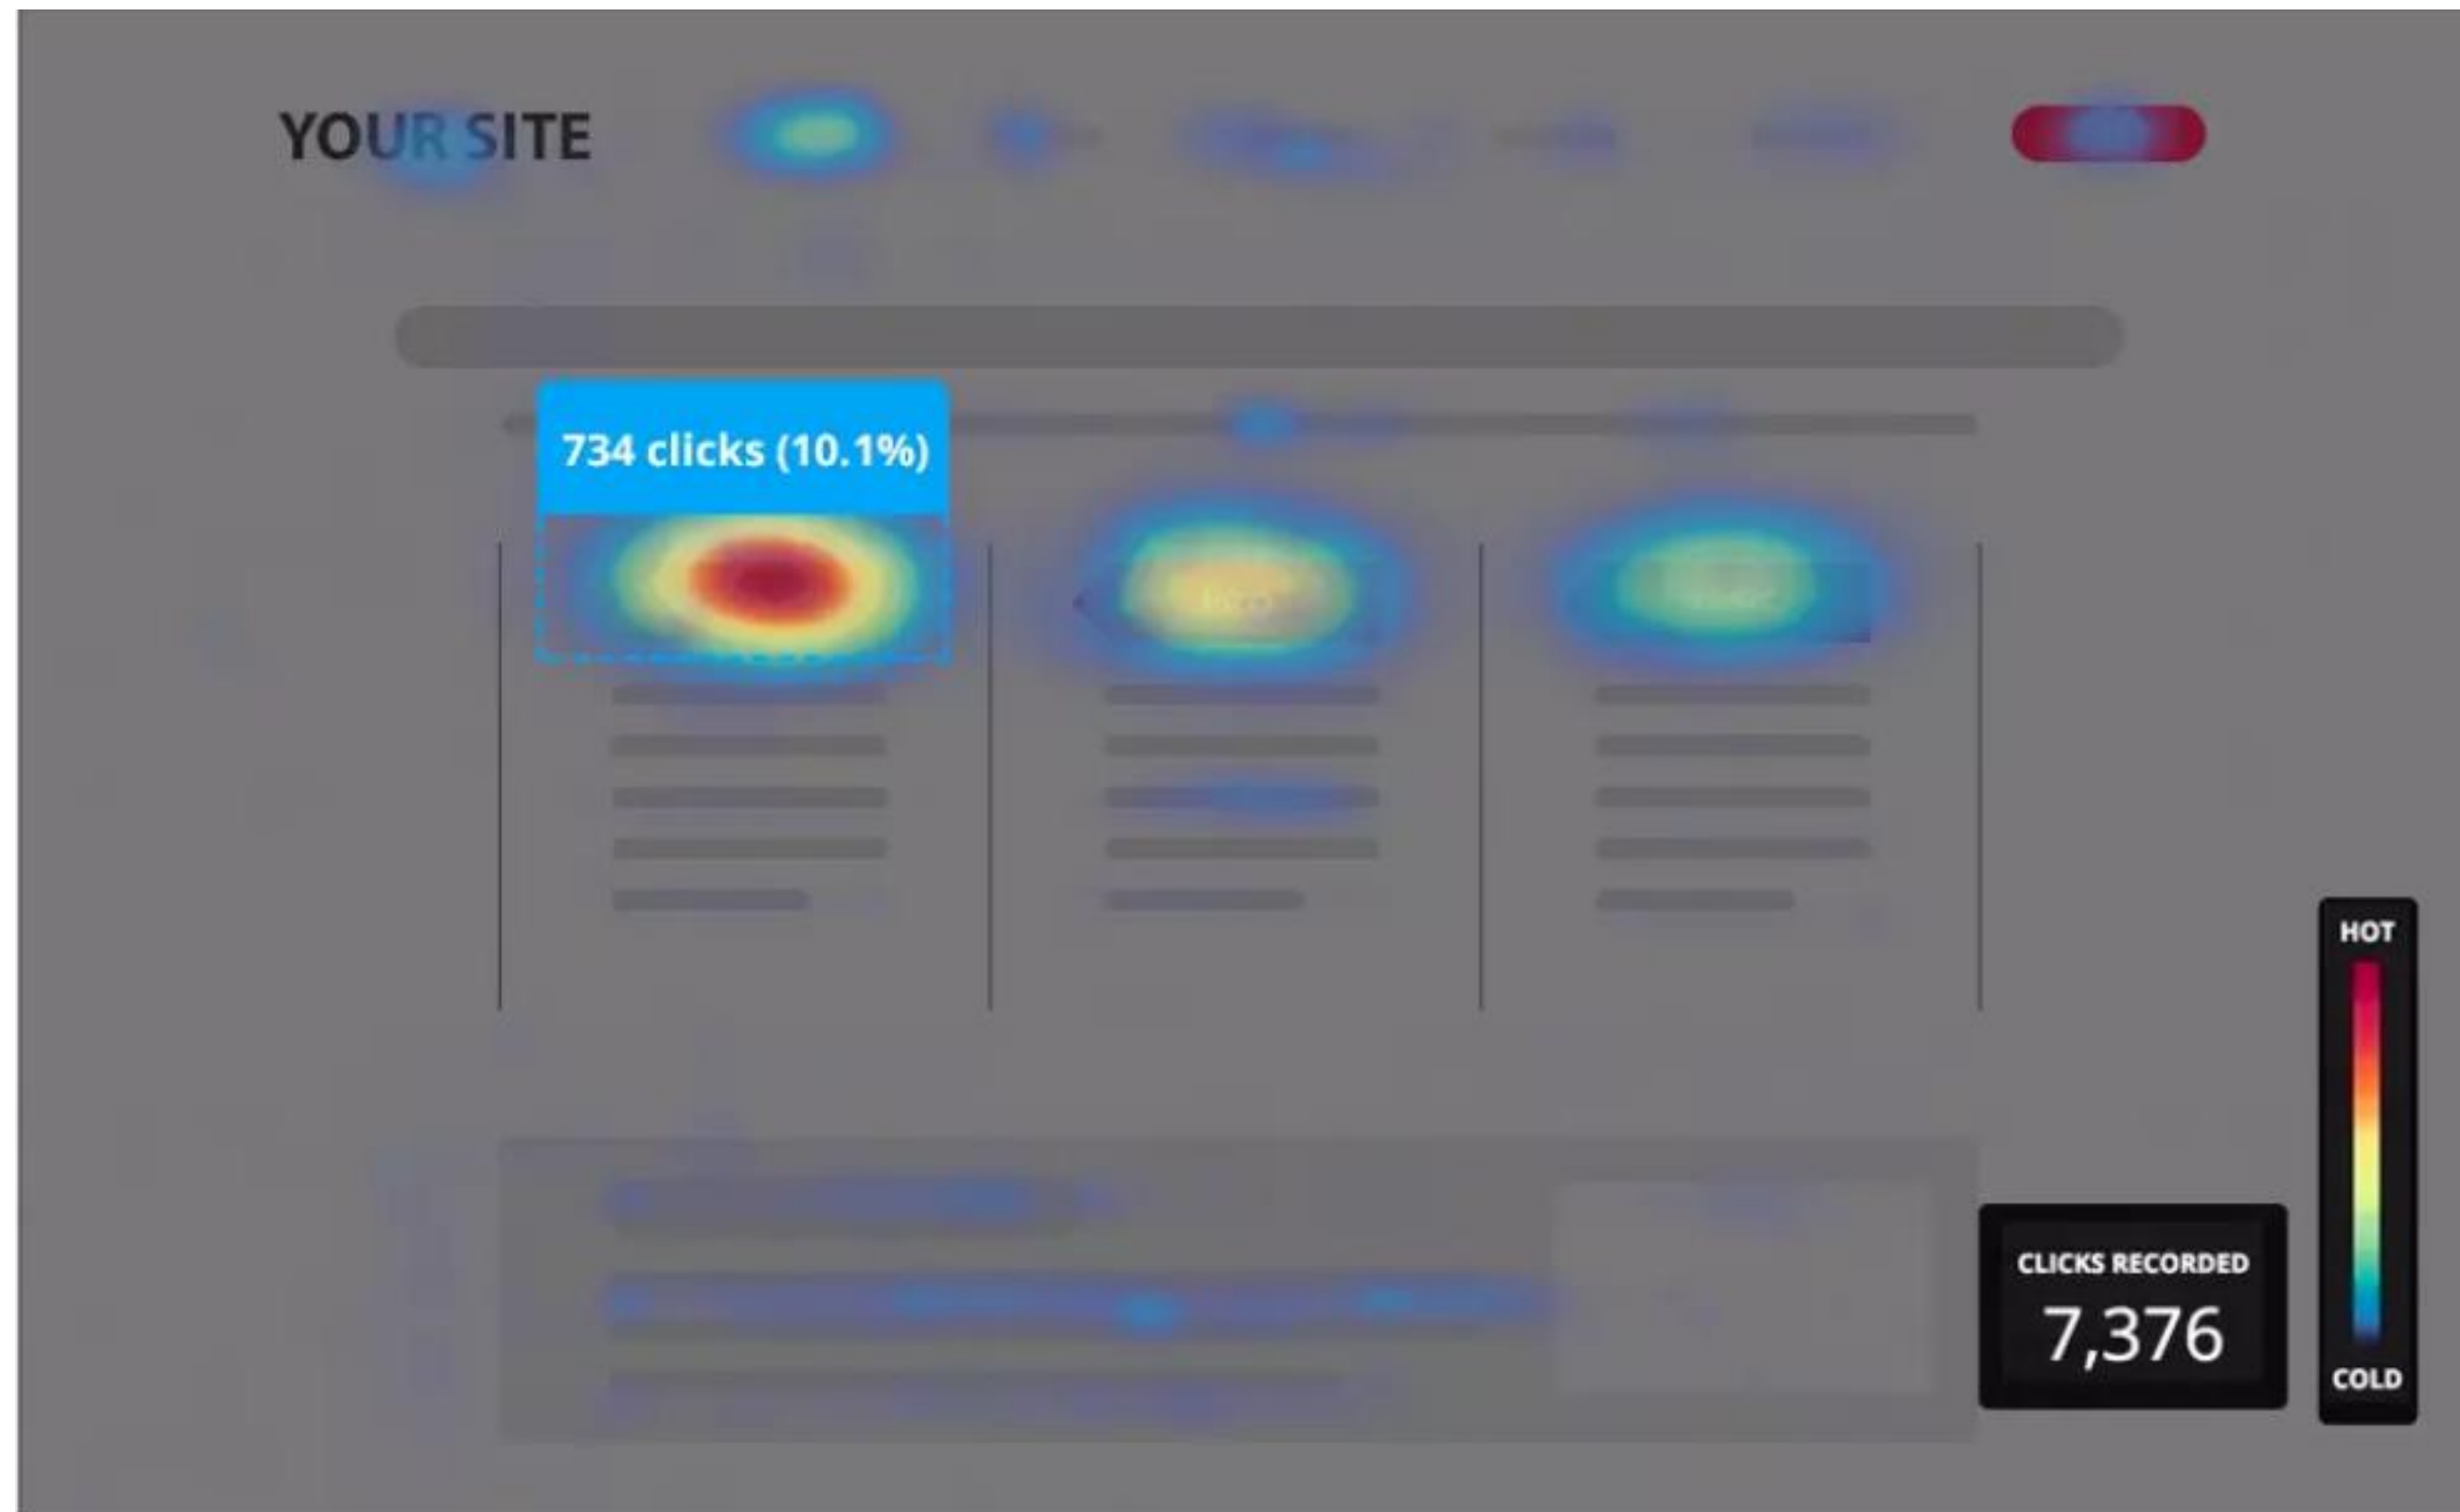 YOUR SITE
734 clicks (10.1%)
HOT
CLICKS RECORDED
7,376
COLD